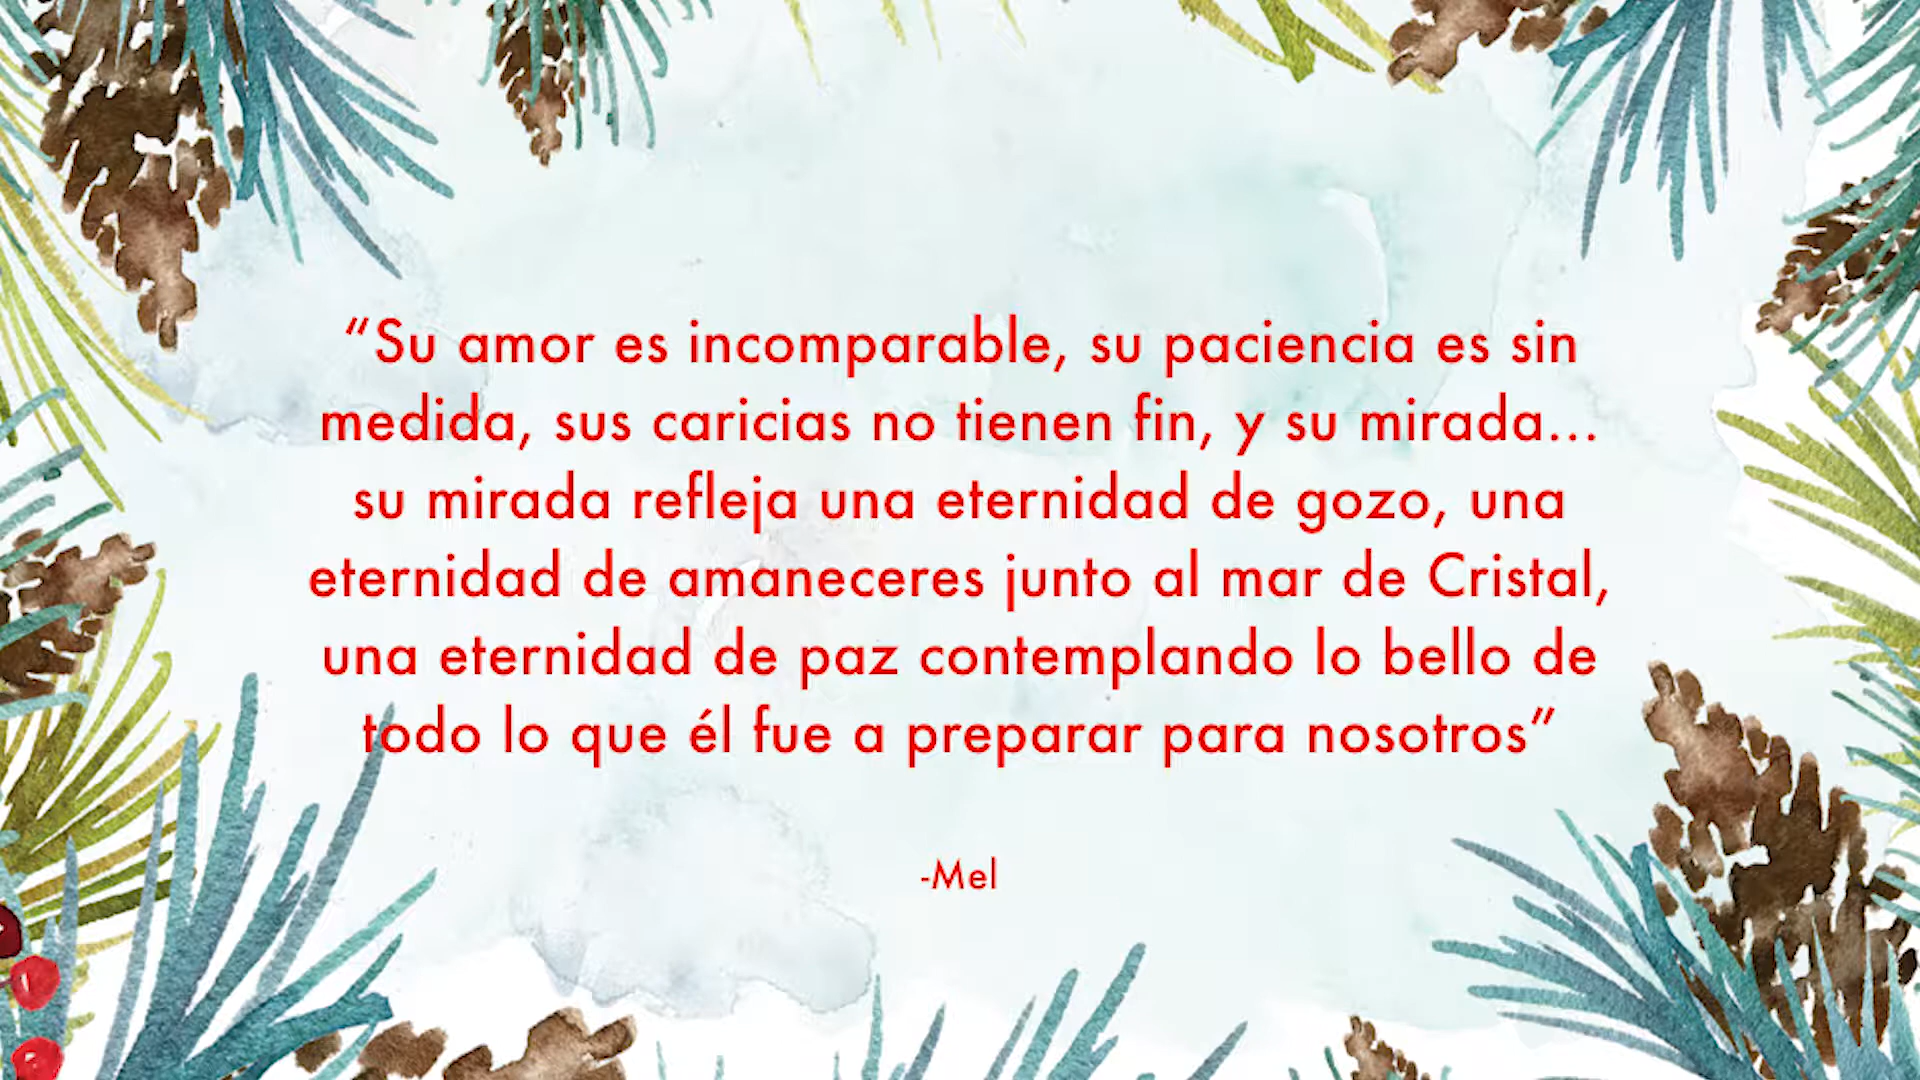 “Su amor es incomparable, su paciencia es sin
medida, sus caricias no tienen fin, y su mirada...
su mirada refleja una eternidad de gozo, una
eternidad de amaneceres junto al mar de Cristal,
una eternidad de paz contemplando lo bello de
todo lo que él fue a preparar para nosotros”
-Mel